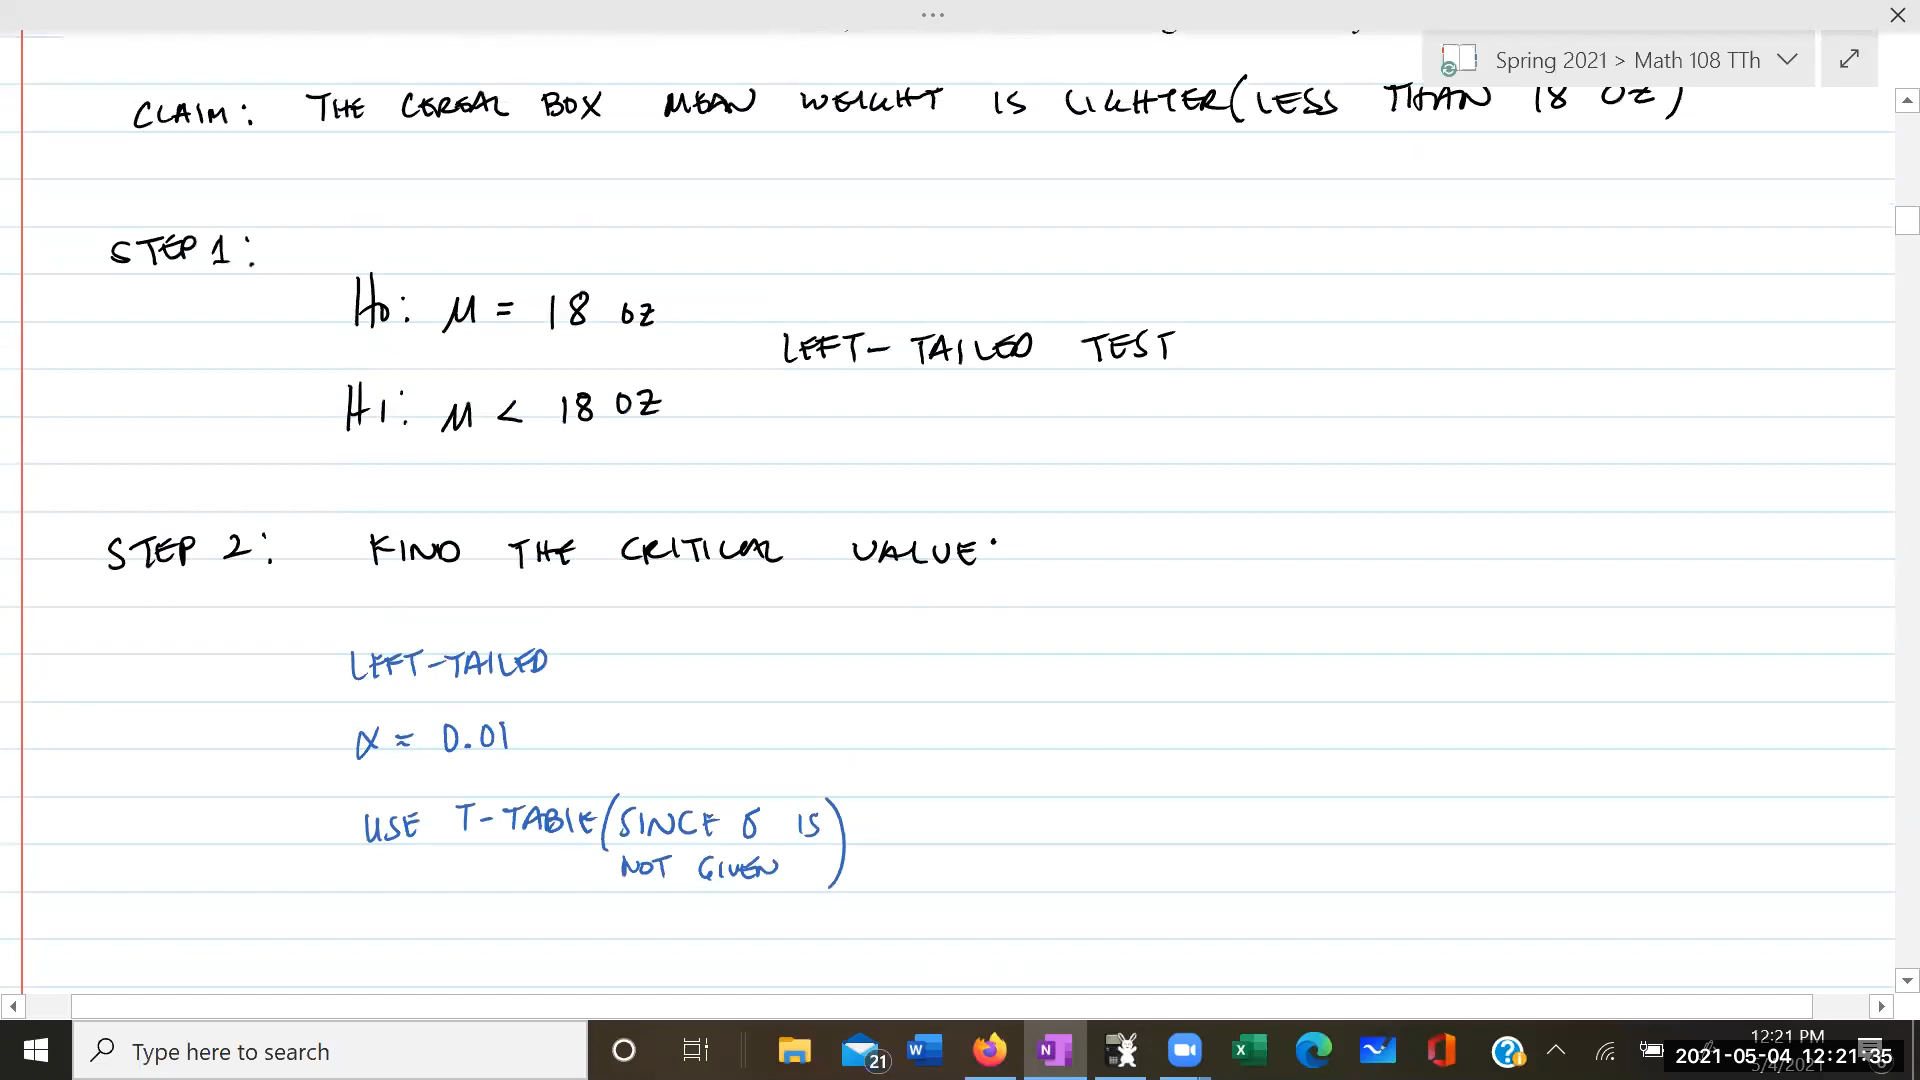 Spring 2021 > Math 108 TTh
CLAIM: THE CEREAL BOX MEAN WEIGHT IS LIGHTER (LESS THAN 18 OZ)
STEP 1:
H0: μ = 18 oz
LEFT-TAILED TEST
H1: μ < 18 OZ
STEP 2: FIND THE CRITICAL VALUE.
LEFT-TAILED
α = 0.01
USE T-TABLE (SINCE σ IS
NOT GIVEN)
Type here to search
21
12:21 PM
2021-05-04 12:21:35